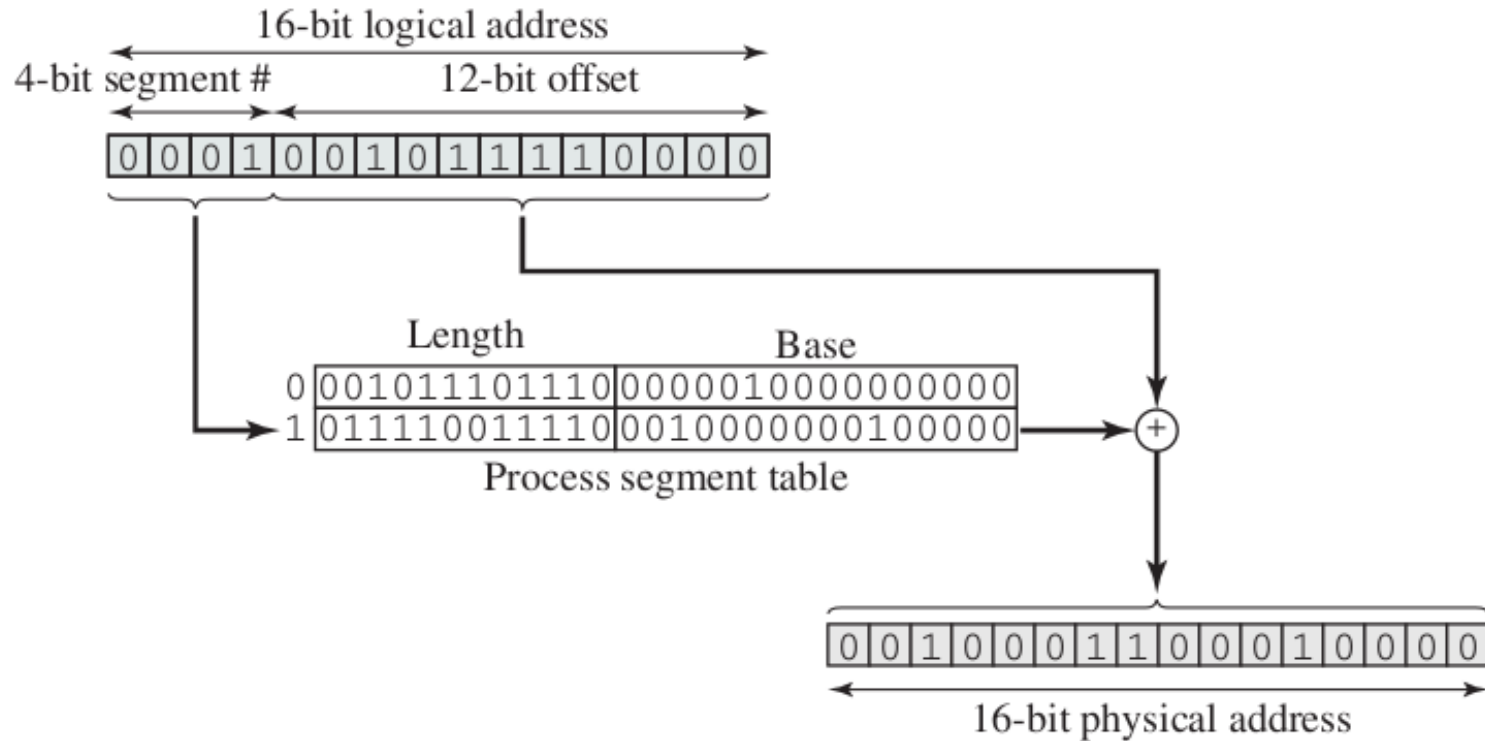 16-bit logical address
4-bit segment # 12-bit offset
0 0 0 1 0 0 1 0 1 1 1 1 0 0 0 0
Length Base
0 001011101110 0000010000000000
1 011110011110 0010000000100000 +
Process segment table
0 0 1 0 0 0 1 1 0 0 0 1 0 0 0 0
16-bit physical address